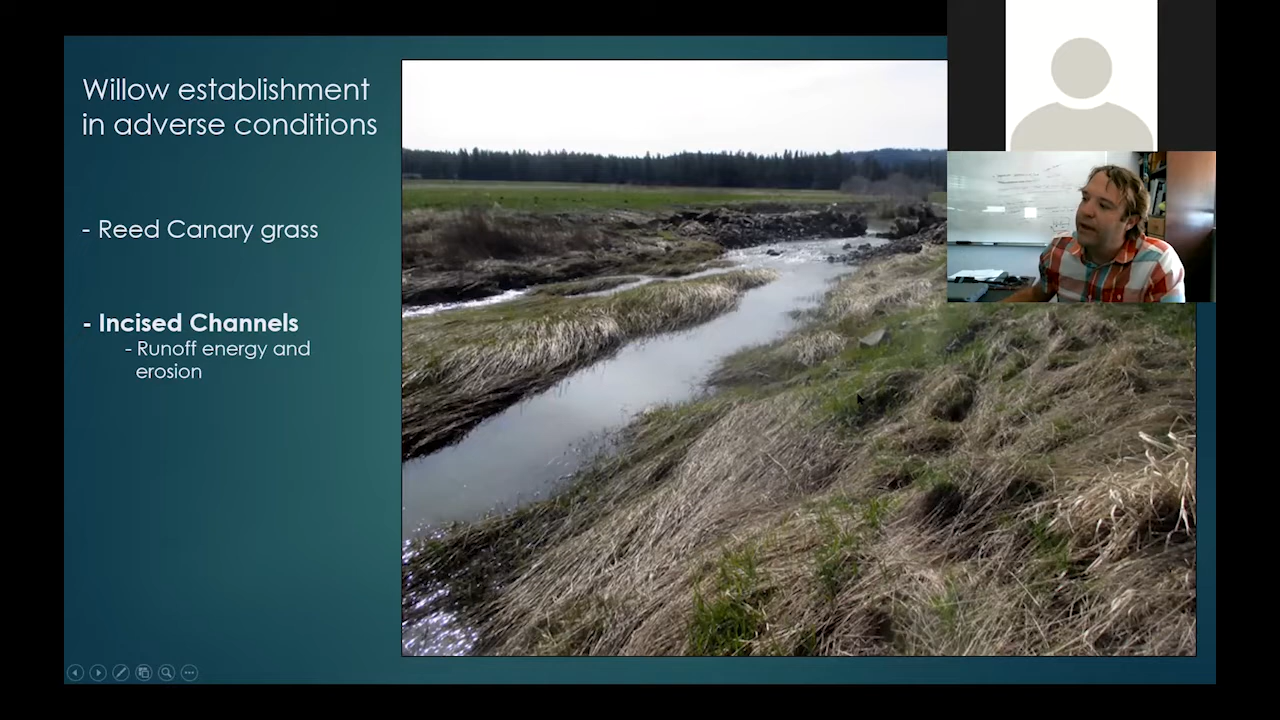 Willow establishment
in adverse conditions
- Reed Canary grass
- Incised Channels
- Runoff energy and
erosion